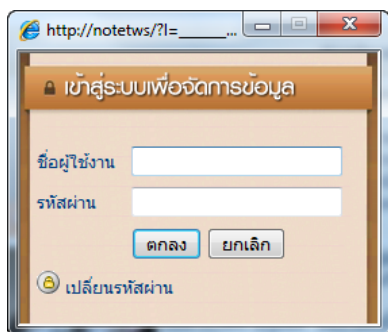 http://notetws/?l=______...
เข้าสู่ระบบเพื่อจัดการข้อมูล
ชื่อผู้ใช้งาน
รหัสผ่าน
ตกลง ยกเลิก
เปลี่ยนรหัสผ่าน